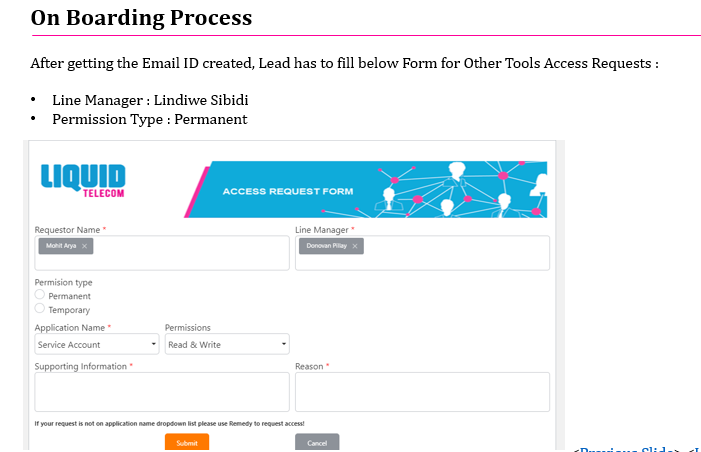 On Boarding Process
After getting the Email ID created, Lead has to fill below Form for Other Tools Access Requests :
• Line Manager : Lindiwe Sibidi
• Permission Type : Permanent
LIQUID
TELECOM
ACCESS REQUEST FORM
Requestor Name * Line Manager *
Mohit Arya × Donovan Pillay ×
Permision type
Permanent
Temporary
Application Name * Permissions
Service Account Read & Write
Supporting Information * Reason *
If your request is not on application name dropdown list please use Remedy to request access!
Submit Cancel
<Previous Slide>